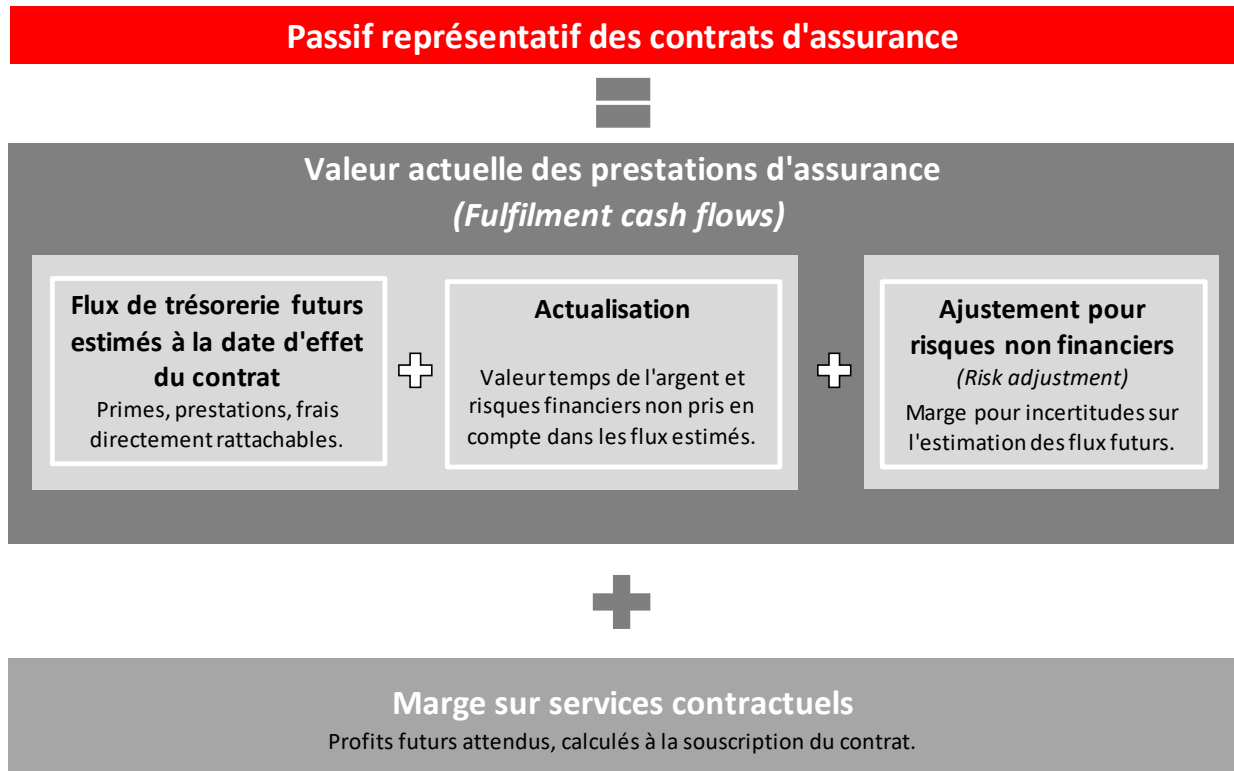 Passif représentatif des contrats d'assurance
Valeur actuelle des prestations d'assurance
(Fulfilment cash flows)
Flux de trésorerie futurs
estimés à la date d'effet
du contrat
Primes, prestations, frais
directement rattachables.
Actualisation
Valeur temps de l'argent et
risques financiers non pris en
compte dans les flux estimés.
Ajustement pour
risques non financiers
(Risk adjustment)
Marge pour incertitudes sur
l'estimation des flux futurs.
Marge sur services contractuels
Profits futurs attendus, calculés à la souscription du contrat.